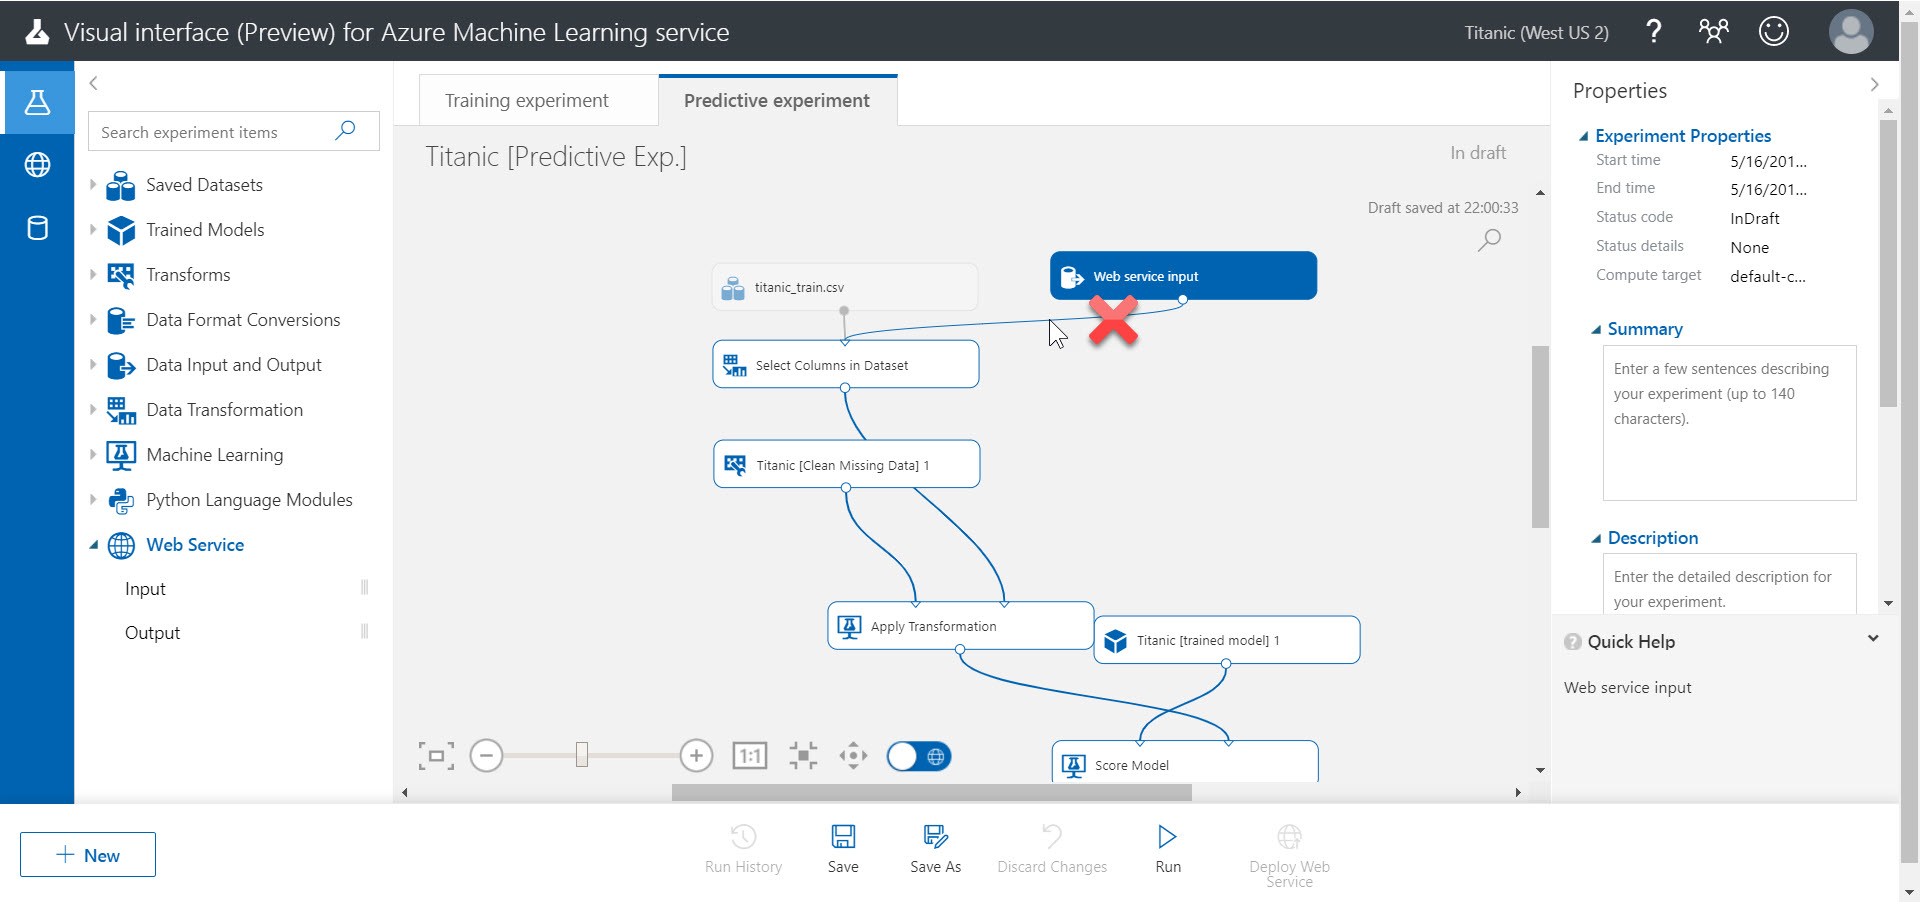 Visual interface (Preview) for Azure Machine Learning service
Titanic (West US 2)
?
Search experiment items
Saved Datasets
Trained Models
Transforms
Data Format Conversions
Data Input and Output
Data Transformation
Machine Learning
Python Language Modules
Web Service
Input
Output
Training experiment
Predictive experiment
Titanic [Predictive Exp.]
In draft
Draft saved at 22:00:33
Web service input
titanic_train.csv
Select Columns in Dataset
Titanic [Clean Missing Data] 1
Apply Transformation
Titanic [trained model] 1
Score Model
1:1
Properties
Experiment Properties
Start time 5/16/201...
End time 5/16/201...
Status code InDraft
Status details None
Compute target default-c...
Summary
Enter a few sentences describing
your experiment (up to 140
characters).
Description
Enter the detailed description for
your experiment.
? Quick Help
Web service input
+ New
Run History
Save
Save As
Discard Changes
Run
Deploy Web
Service